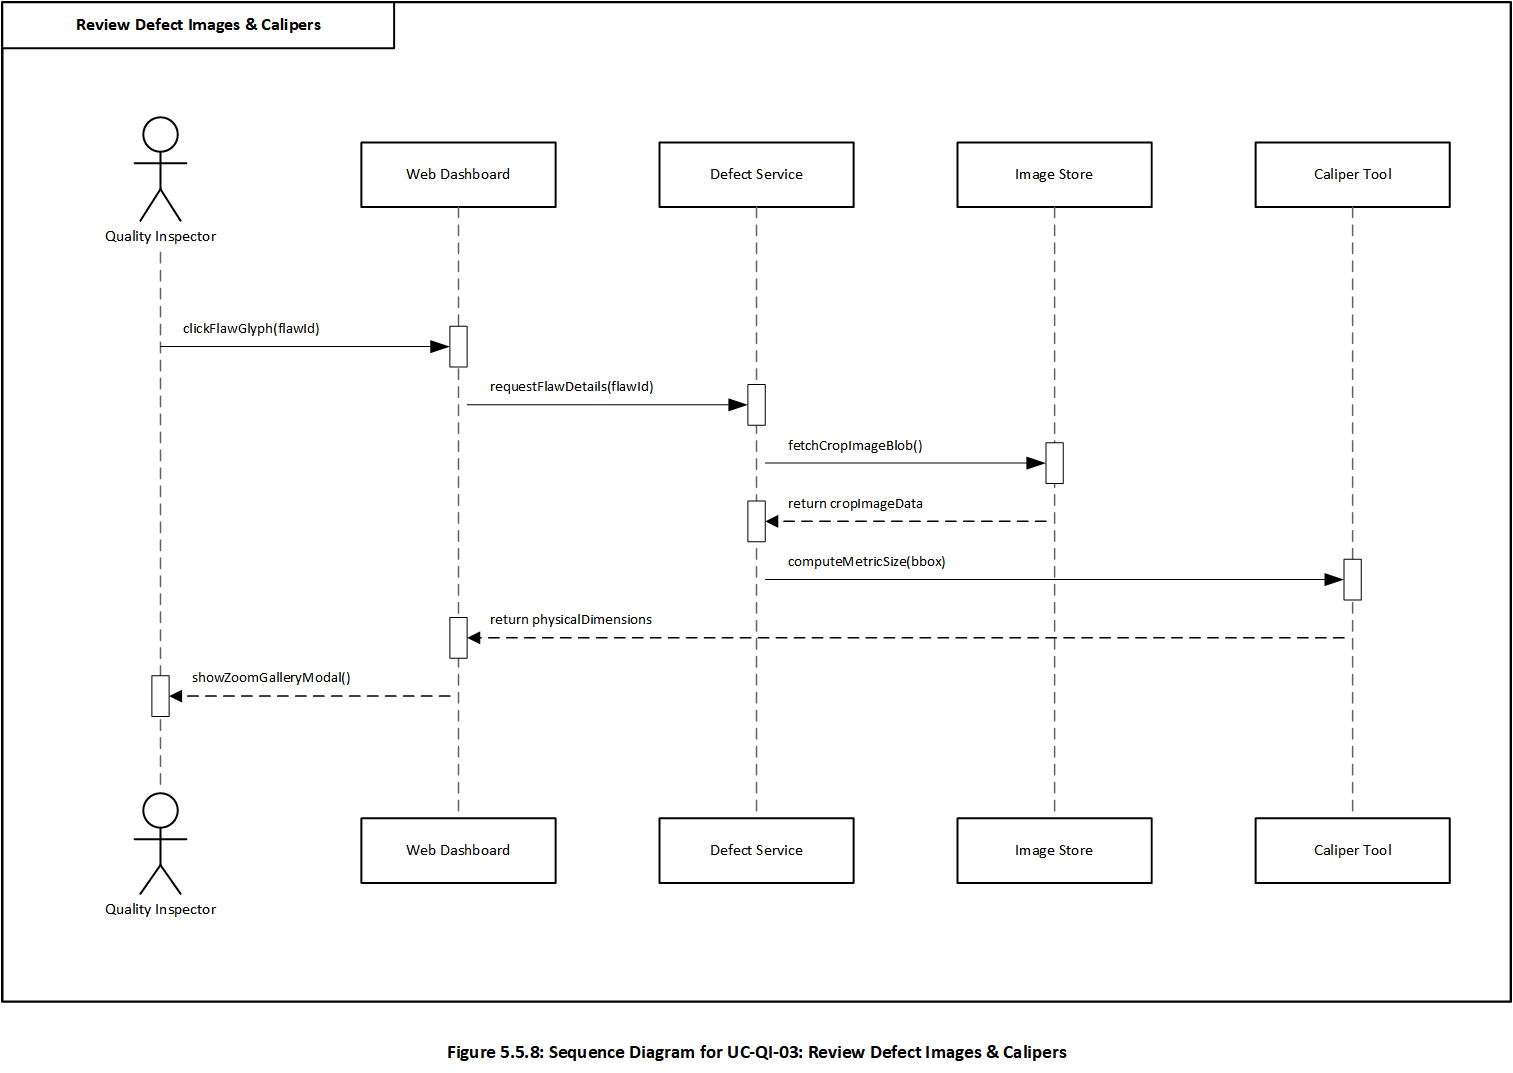 Review Defect Images & Calipers
Quality Inspector
Web Dashboard
Defect Service
Image Store
Caliper Tool
clickFlawGlyph(flawId)
requestFlawDetails(flawId)
fetchCropImageBlob()
return cropImageData
computeMetricSize(bbox)
return physicalDimensions
showZoomGalleryModal()
Quality Inspector
Web Dashboard
Defect Service
Image Store
Caliper Tool
Figure 5.5.8: Sequence Diagram for UC-QI-03: Review Defect Images & Calipers